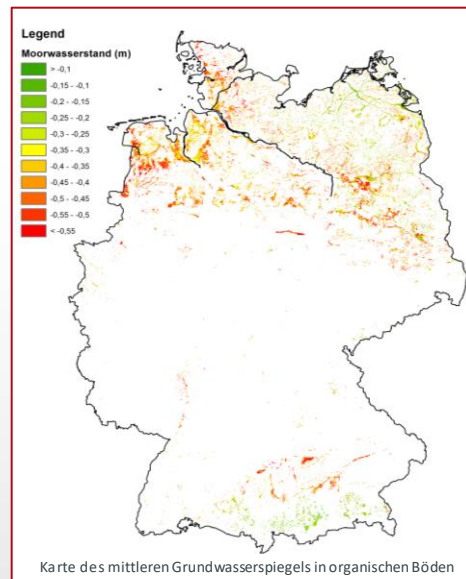 Legend
Moorwasserstand (m)
> -0,1
-0,15 - -0,1
-0,2 - -0,15
-0,25 - -0,2
-0,3 - -0,25
-0,35 - -0,3
-0,4 - -0,35
-0,45 - -0,4
-0,5 - -0,45
-0,55 - -0,5
< -0,55
Karte des mittleren Grundwasserspiegels in organischen Böden